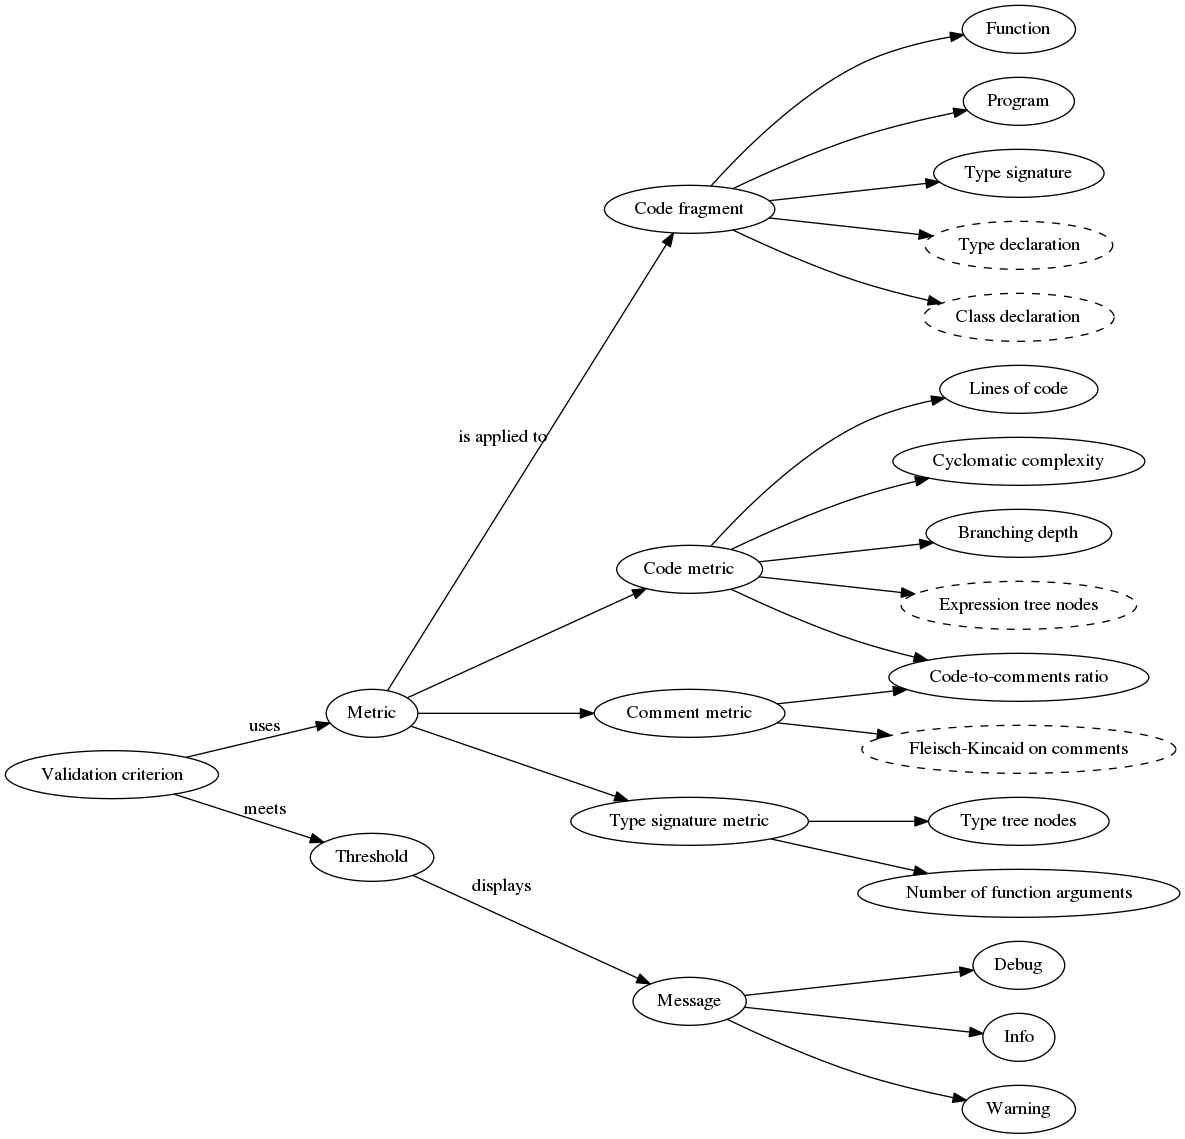 Function
Program
Type signature
Code fragment
Type declaration
Class declaration
Lines of code
is applied to
Cyclomatic complexity
Branching depth
Code metric
Expression tree nodes
Code-to-comments ratio
Metric
Comment metric
uses
Fleisch-Kincaid on comments
Validation criterion
meets
Type signature metric
Type tree nodes
Threshold
displays
Number of function arguments
Debug
Message
Info
Warning